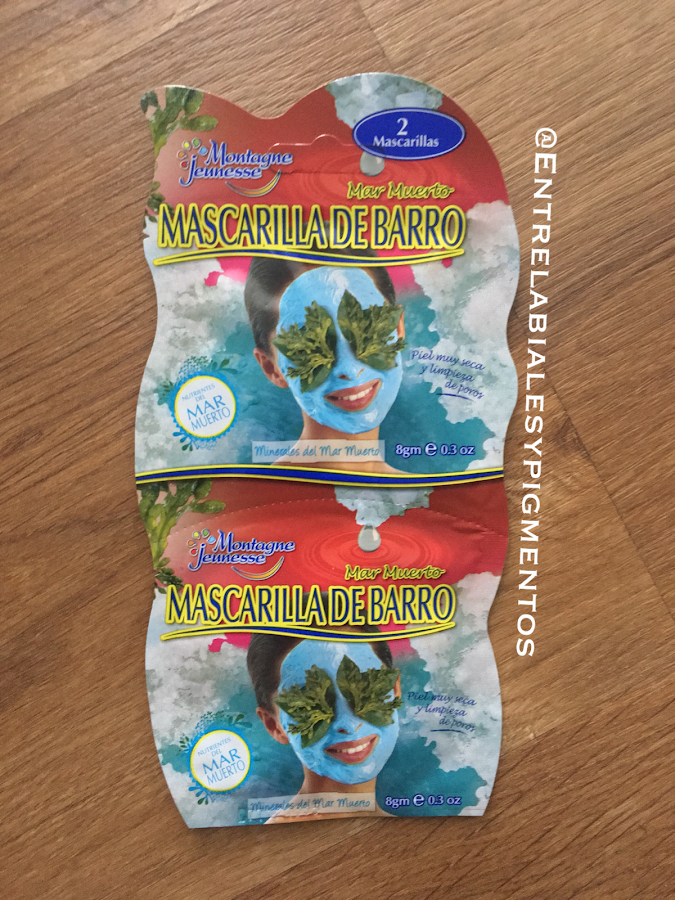 2
Mascarillas
Montagne
Jeunesse
Mar Muerto
MASCARILLA DE BARRO
Piel muy seca
y limpieza
de poros
NUTRIENTES
DEL
MAR
MUERTO
Minerales del Mar Muerto
8gm e 0.3 oz
Montagne
Jeunesse
Mar Muerto
MASCARILLA DE BARRO
Piel muy seca
y limpieza
de poros
NUTRIENTES
DEL
MAR
MUERTO
Minerales del Mar Muerto
8gm e 0.3 oz
@ENTRELABIALESYPIGMENTOS